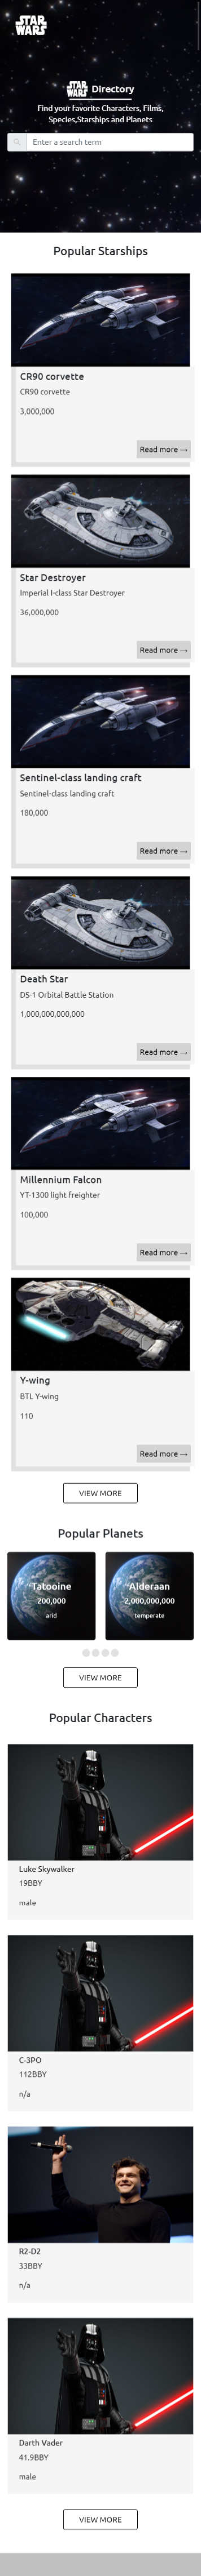 STAR WARS
STAR WARS Directory
Find your favorite Characters, Films,
Species,Starships and Planets
Enter a search term
Popular Starships
CR90 corvette
CR90 corvette
3,000,000
Read more →
Star Destroyer
Imperial I-class Star Destroyer
36,000,000
Read more →
Sentinel-class landing craft
Sentinel-class landing craft
180,000
Read more →
Death Star
DS-1 Orbital Battle Station
1,000,000,000,000
Read more →
Millennium Falcon
YT-1300 light freighter
100,000
Read more →
Y-wing
BTL Y-wing
110
Read more →
VIEW MORE
Popular Planets
Tatooine
200,000
arid
Alderaan
2,000,000,000
temperate
VIEW MORE
Popular Characters
Luke Skywalker
19BBY
male
C-3PO
112BBY
n/a
R2-D2
33BBY
n/a
Darth Vader
41.9BBY
male
VIEW MORE